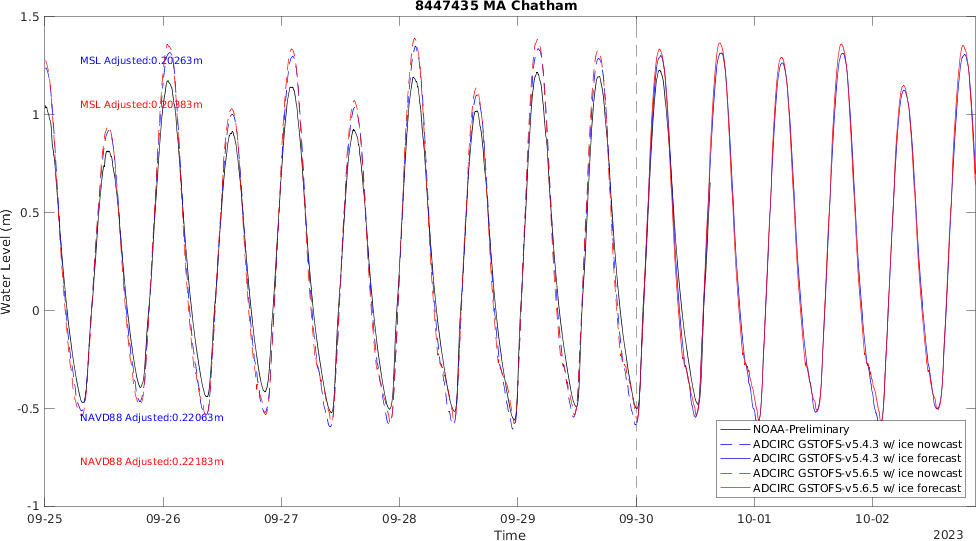 8447435 MA Chatham
1.5
1
0.5
0
-0.5
-1
Water Level (m)
MSL Adjusted:0.20263m
MSL Adjusted:0.20383m
NAVD88 Adjusted:0.22063m
NAVD88 Adjusted:0.22183m
NOAA-Preliminary
ADCIRC GSTOFS-v5.4.3 w/ ice nowcast
ADCIRC GSTOFS-v5.4.3 w/ ice forecast
ADCIRC GSTOFS-v5.6.5 w/ ice nowcast
ADCIRC GSTOFS-v5.6.5 w/ ice forecast
09-25 09-26 09-27 09-28 09-29 09-30 10-01 10-02
Time
2023